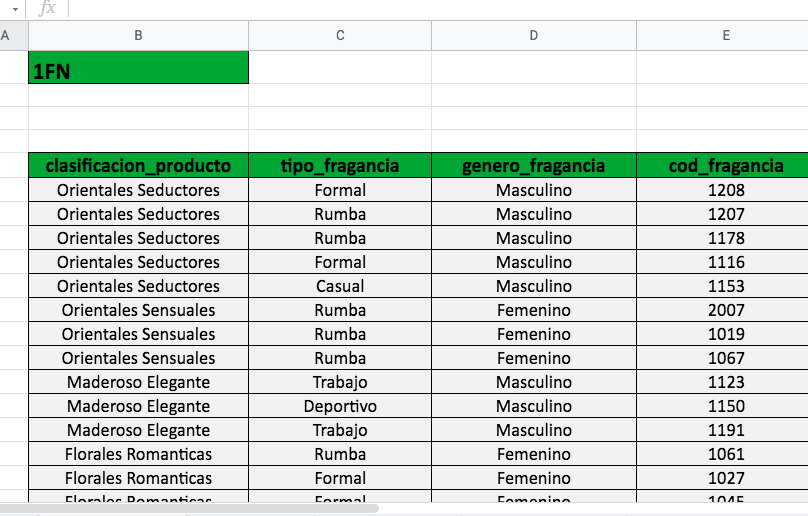 fx
A B C D E
1FN
clasificacion_producto tipo_fragancia genero_fragancia cod_fragancia
Orientales Seductores Formal Masculino 1208
Orientales Seductores Rumba Masculino 1207
Orientales Seductores Rumba Masculino 1178
Orientales Seductores Formal Masculino 1116
Orientales Seductores Casual Masculino 1153
Orientales Sensuales Rumba Femenino 2007
Orientales Sensuales Rumba Femenino 1019
Orientales Sensuales Rumba Femenino 1067
Maderoso Elegante Trabajo Masculino 1123
Maderoso Elegante Deportivo Masculino 1150
Maderoso Elegante Trabajo Masculino 1191
Florales Romanticas Rumba Femenino 1061
Florales Romanticas Formal Femenino 1027
Florales Romanticas Formal Femenino 1045